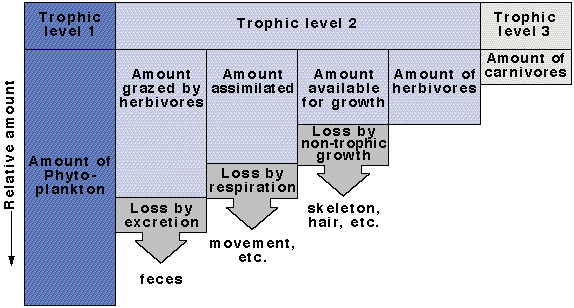 Trophic
level 1
Trophic level 2
Trophic
level 3
Amount
grazed by
herbivores
Amount
assimilated
Amount
available
for growth
Amount of
herbivores
Amount of
carnivores
Relative amount
Amount of
Phyto-
plankton
Loss by
excretion
Loss by
respiration
Loss by
non-trophic
growth
feces
movement,
etc.
skeleton,
hair, etc.